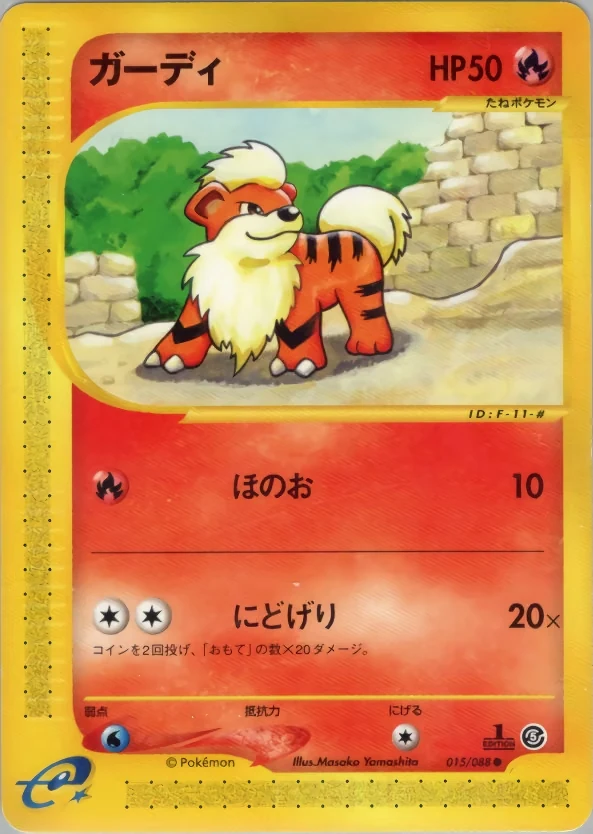 ガーディ HP50
たねポケモン
ID:F-11-#
ほのお 10
にどげり 20×
コインを2回投げ、「おもて」の数×20ダメージ。
弱点 抵抗力 にげる
1 EDITION 5
© Pokémon Illus.Masako Yamashita 015/088 ●
e